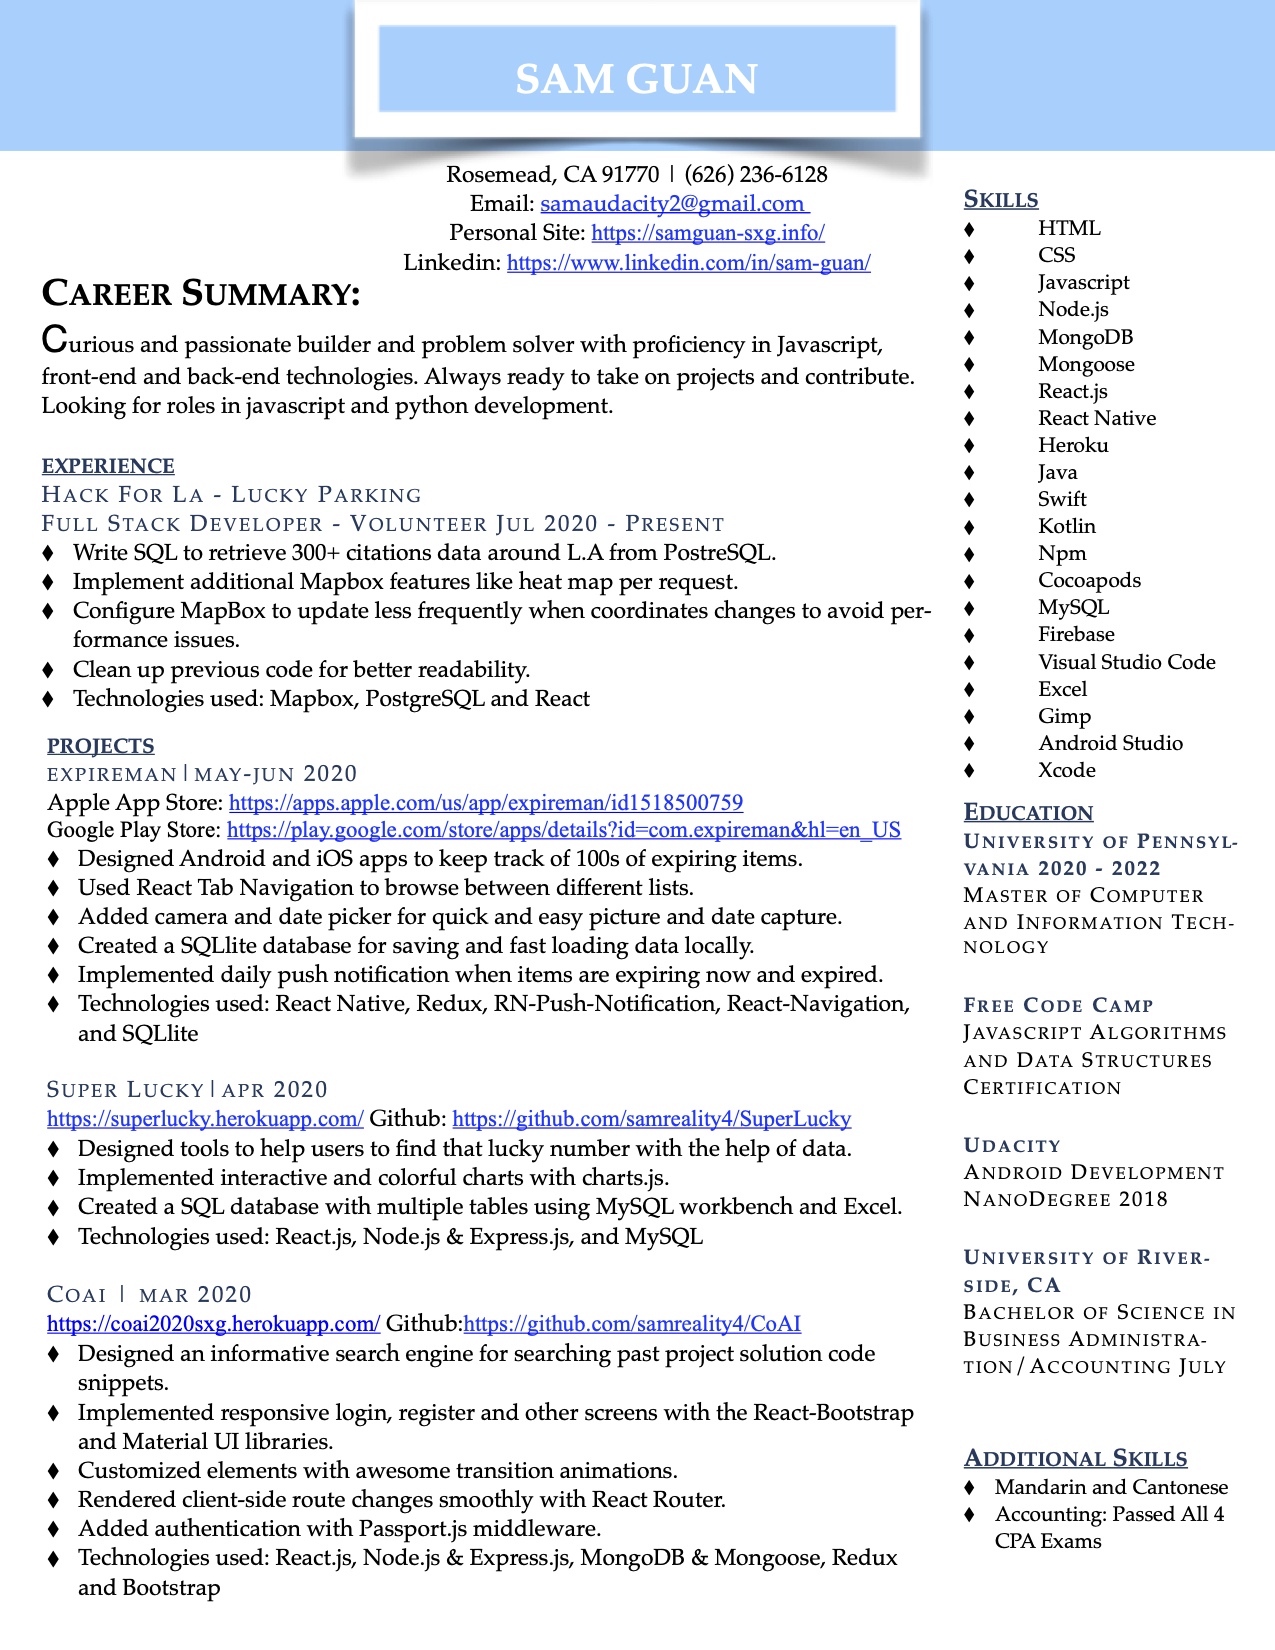 SAM GUAN
Rosemead, CA 91770 | (626) 236-6128
Email: samaudacity2@gmail.com
Personal Site: https://samguan-sxg.info/
Linkedin: https://www.linkedin.com/in/sam-guan/
CAREER SUMMARY:
Curious and passionate builder and problem solver with proficiency in Javascript,
front-end and back-end technologies. Always ready to take on projects and contribute.
Looking for roles in javascript and python development.
EXPERIENCE
HACK FOR LA - LUCKY PARKING
FULL STACK DEVELOPER - VOLUNTEER JUL 2020 - PRESENT
♦ Write SQL to retrieve 300+ citations data around L.A from PostreSQL.
♦ Implement additional Mapbox features like heat map per request.
♦ Configure MapBox to update less frequently when coordinates changes to avoid per-
formance issues.
♦ Clean up previous code for better readability.
♦ Technologies used: Mapbox, PostgreSQL and React
PROJECTS
EXPIREMAN|MAY-JUN 2020
Apple App Store: https://apps.apple.com/us/app/expireman/id1518500759
Google Play Store: https://play.google.com/store/apps/details?id=com.expireman&hl=en_US
♦ Designed Android and iOS apps to keep track of 100s of expiring items.
♦ Used React Tab Navigation to browse between different lists.
♦ Added camera and date picker for quick and easy picture and date capture.
♦ Created a SQLlite database for saving and fast loading data locally.
♦ Implemented daily push notification when items are expiring now and expired.
♦ Technologies used: React Native, Redux, RN-Push-Notification, React-Navigation,
and SQLlite
SUPER LUCKY|APR 2020
https://superlucky.herokuapp.com/ Github: https://github.com/samreality4/SuperLucky
♦ Designed tools to help users to find that lucky number with the help of data.
♦ Implemented interactive and colorful charts with charts.js.
♦ Created a SQL database with multiple tables using MySQL workbench and Excel.
♦ Technologies used: React.js, Node.js & Express.js, and MySQL
COAI | MAR 2020
https://coai2020sxg.herokuapp.com/ Github:https://github.com/samreality4/CoAI
♦ Designed an informative search engine for searching past project solution code
snippets.
♦ Implemented responsive login, register and other screens with the React-Bootstrap
and Material UI libraries.
♦ Customized elements with awesome transition animations.
♦ Rendered client-side route changes smoothly with React Router.
♦ Added authentication with Passport.js middleware.
♦ Technologies used: React.js, Node.js & Express.js, MongoDB & Mongoose, Redux
and Bootstrap
SKILLS
♦ HTML
♦ CSS
♦ Javascript
♦ Node.js
♦ MongoDB
♦ Mongoose
♦ React.js
♦ React Native
♦ Heroku
♦ Java
♦ Swift
♦ Kotlin
♦ Npm
♦ Cocoapods
♦ MySQL
♦ Firebase
♦ Visual Studio Code
♦ Excel
♦ Gimp
♦ Android Studio
♦ Xcode
EDUCATION
UNIVERSITY OF PENNSYL-
VANIA 2020 - 2022
MASTER OF COMPUTER
AND INFORMATION TECH-
NOLOGY
FREE CODE CAMP
JAVASCRIPT ALGORITHMS
AND DATA STRUCTURES
CERTIFICATION
UDACITY
ANDROID DEVELOPMENT
NANODEGREE 2018
UNIVERSITY OF RIVER-
SIDE, CA
BACHELOR OF SCIENCE IN
BUSINESS ADMINISTRA-
TION/ACCOUNTING JULY
ADDITIONAL SKILLS
♦ Mandarin and Cantonese
♦ Accounting: Passed All 4
CPA Exams